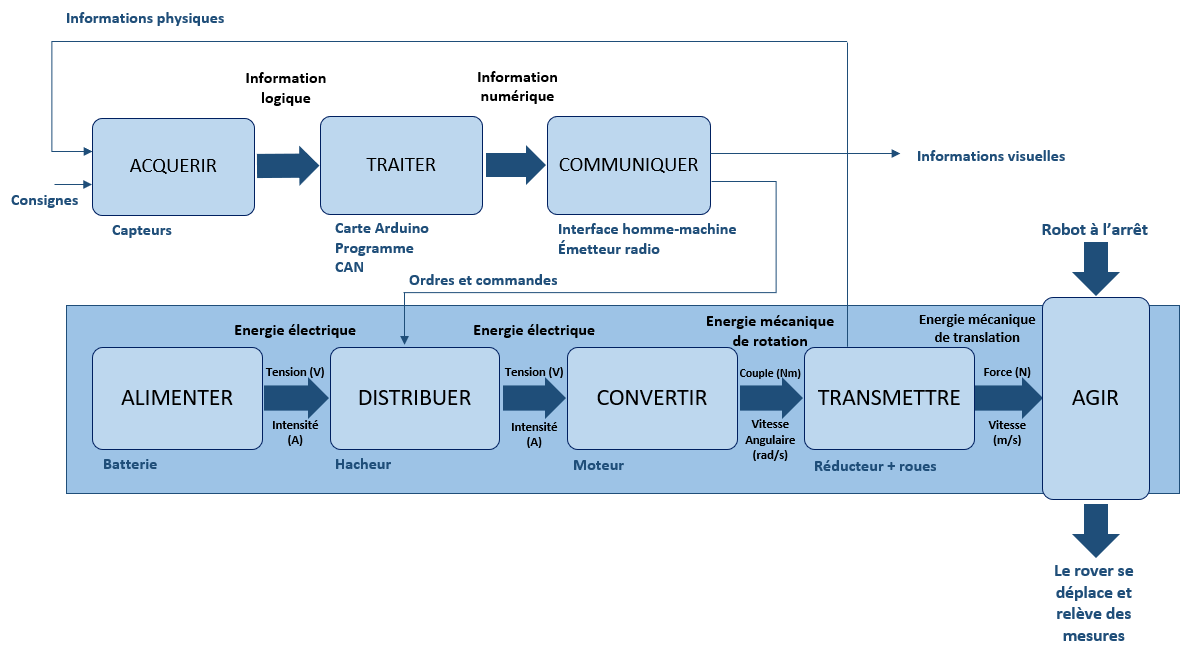 Informations physiques
Information
logique
Information
numérique
ACQUERIR
TRAITER
COMMUNIQUER
Informations visuelles
Consignes
Capteurs
Carte Arduino
Programme
CAN
Interface homme-machine
Émetteur radio
Robot à l’arrêt
Ordres et commandes
Energie électrique
Energie électrique
Energie mécanique
de rotation
Energie mécanique
de translation
ALIMENTER
Tension (V)
Intensité
(A)
DISTRIBUER
Tension (V)
Intensité
(A)
CONVERTIR
Couple (Nm)
Vitesse
Angulaire
(rad/s)
TRANSMETTRE
Force (N)
Vitesse
(m/s)
AGIR
Batterie
Hacheur
Moteur
Réducteur + roues
Le rover se
déplace et
relève des
mesures